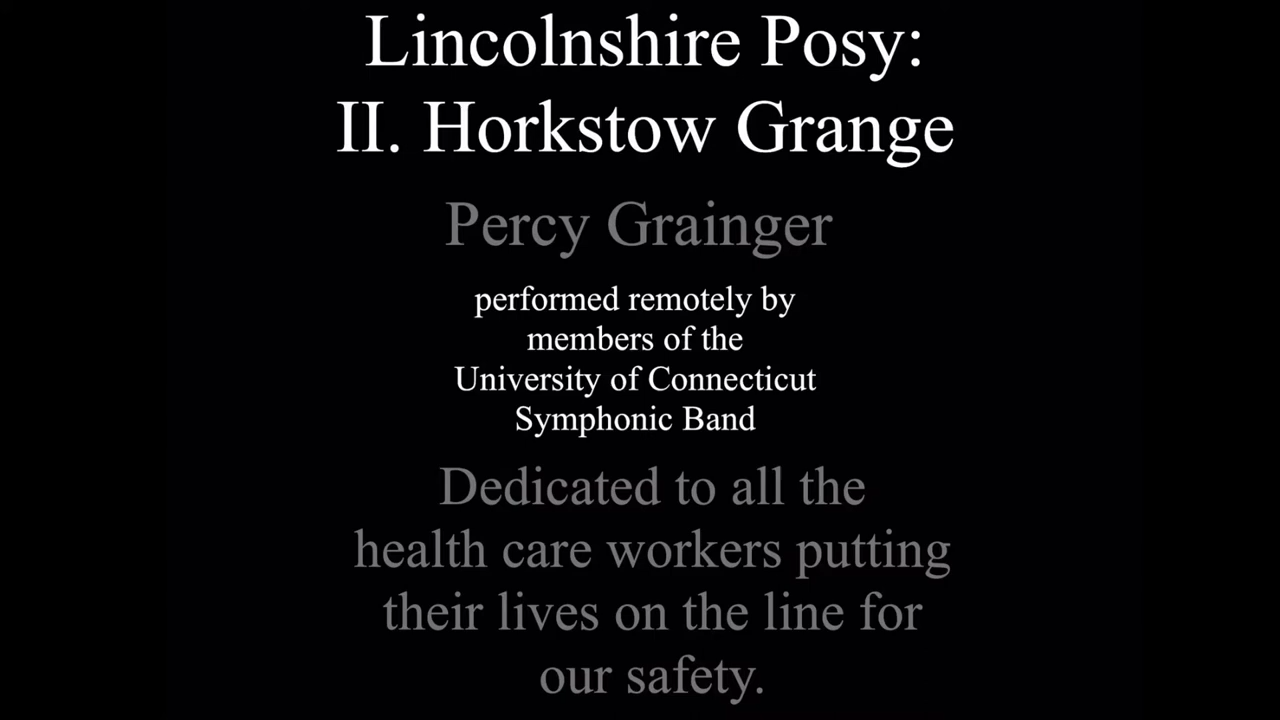 Lincolnshire Posy:
II. Horkstow Grange
Percy Grainger
performed remotely by
members of the
University of Connecticut
Symphonic Band
Dedicated to all the
health care workers putting
their lives on the line for
our safety.